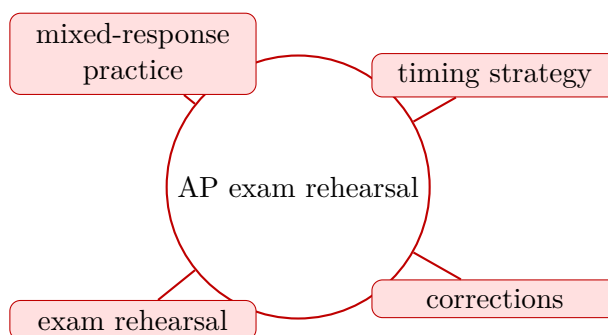 mixed-response
practice
timing strategy
AP exam rehearsal
exam rehearsal
corrections